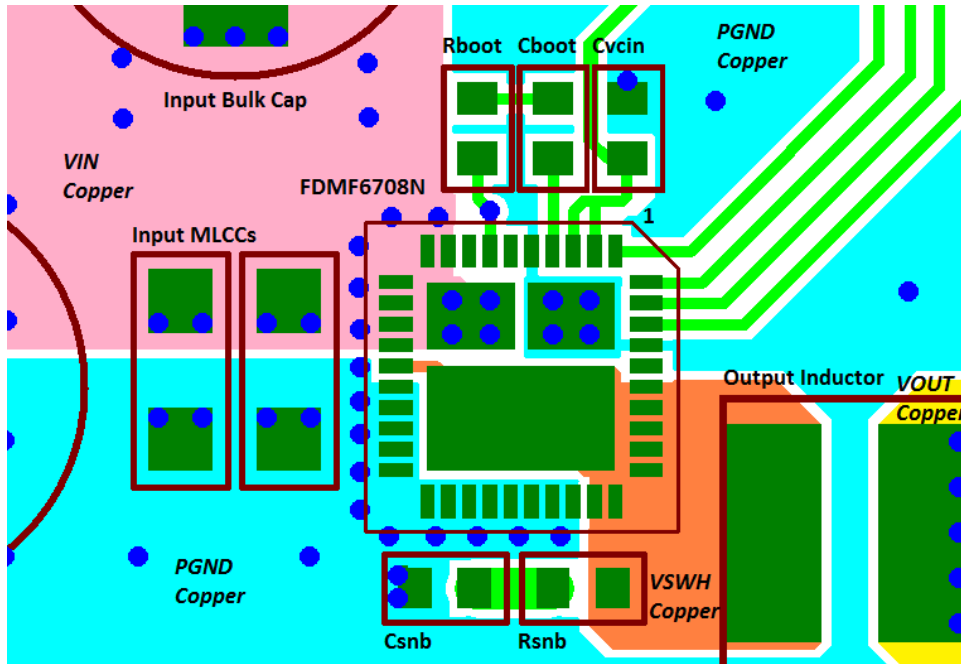 Rboot Cboot Cvcin
PGND
Copper
Input Bulk Cap
VIN
Copper
FDMF6708N
1
Input MLCCs
Output Inductor
VOUT
Copper
PGND
Copper
VSWH
Copper
Csnb
Rsnb